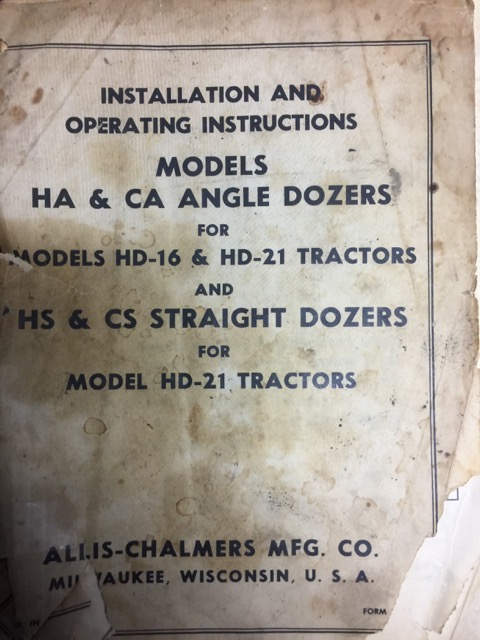 INSTALLATION AND
OPERATING INSTRUCTIONS
MODELS
HA & CA ANGLE DOZERS
FOR
MODELS HD-16 & HD-21 TRACTORS
AND
HS & CS STRAIGHT DOZERS
FOR
MODEL HD-21 TRACTORS
ALLIS-CHALMERS MFG. CO.
MILWAUKEE, WISCONSIN, U. S. A.
IN
FORM